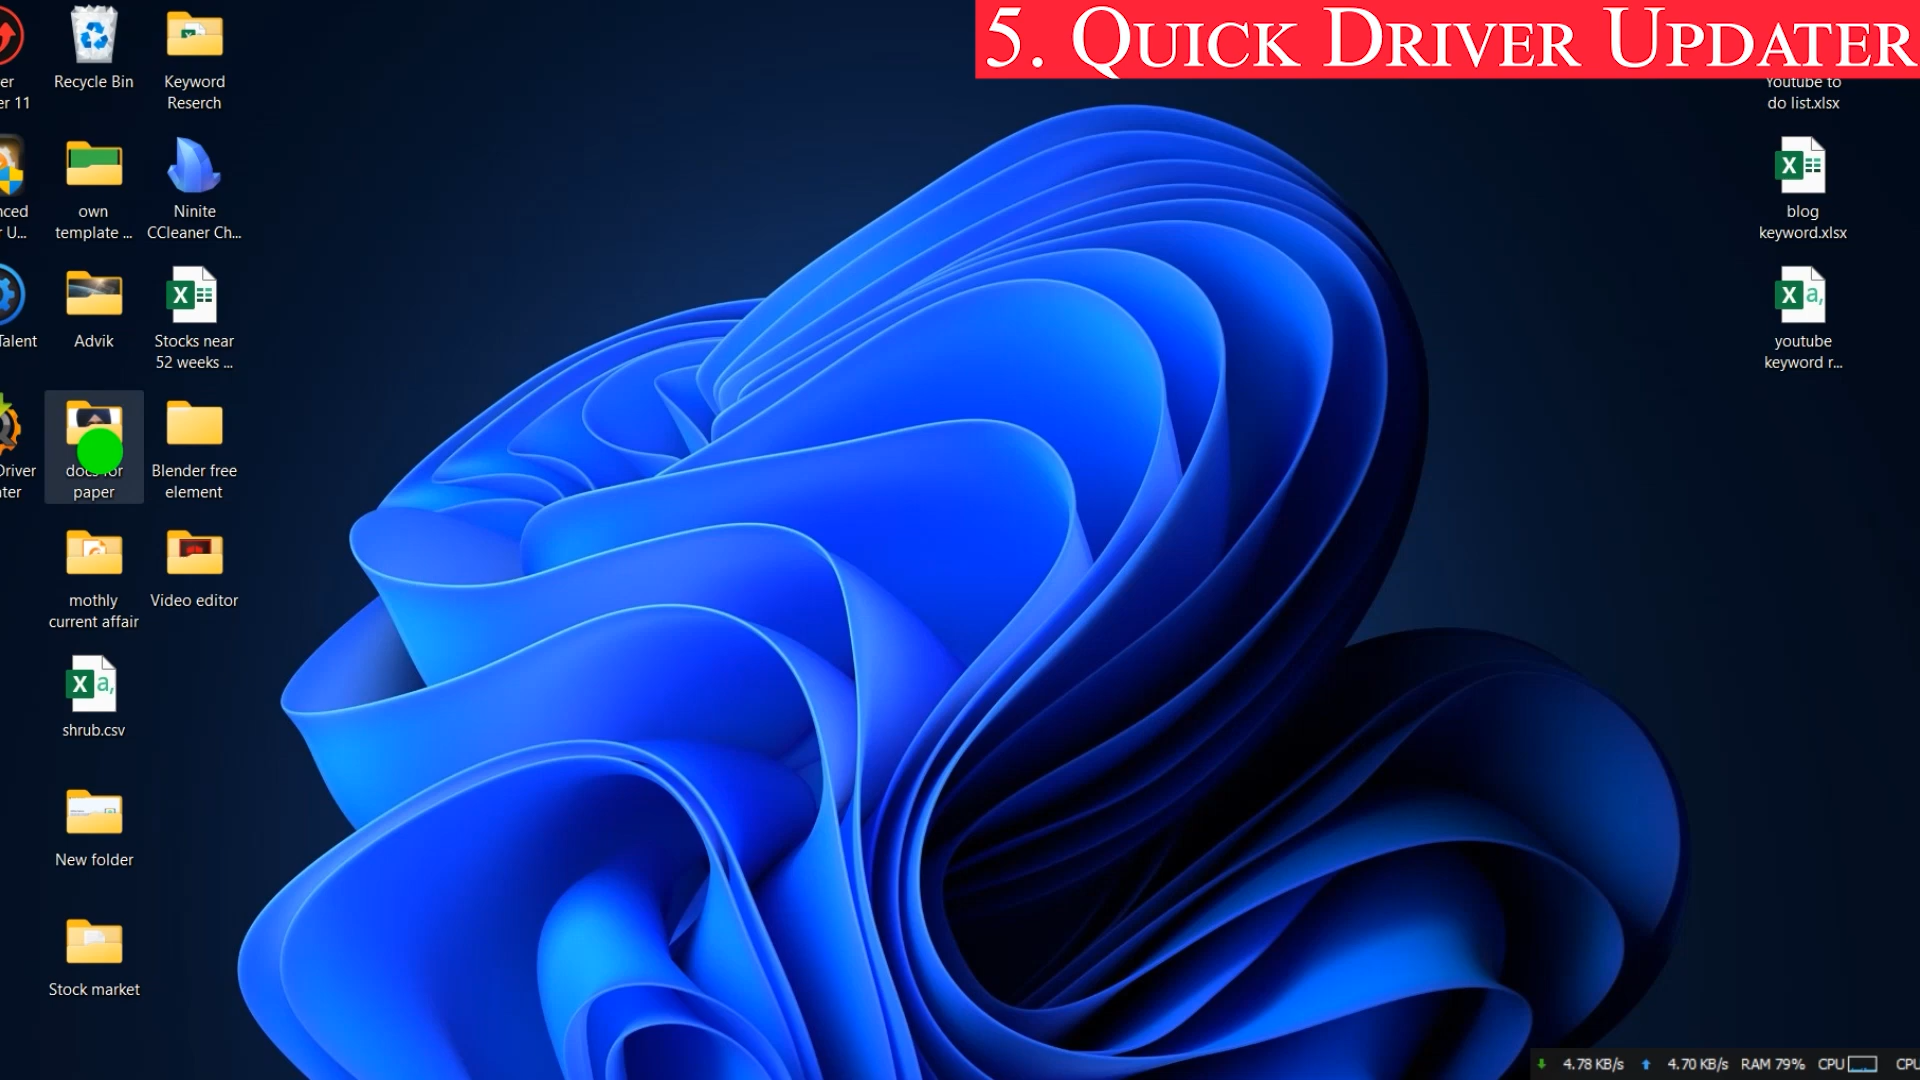 5. QUICK DRIVER UPDATER
er
er 11
Recycle Bin
Keyword
Reserch
Youtube to
do list.xlsx
nced
r U...
own
template ...
Ninite
CCleaner Ch...
blog
keyword.xlsx
Talent
Advik
Stocks near
52 weeks ...
youtube
keyword r...
Driver
ter
docs for
paper
Blender free
element
mothly
current affair
Video editor
shrub.csv
New folder
Stock market
4.78 KB/s
4.70 KB/s
RAM 79%
CPU
CPU